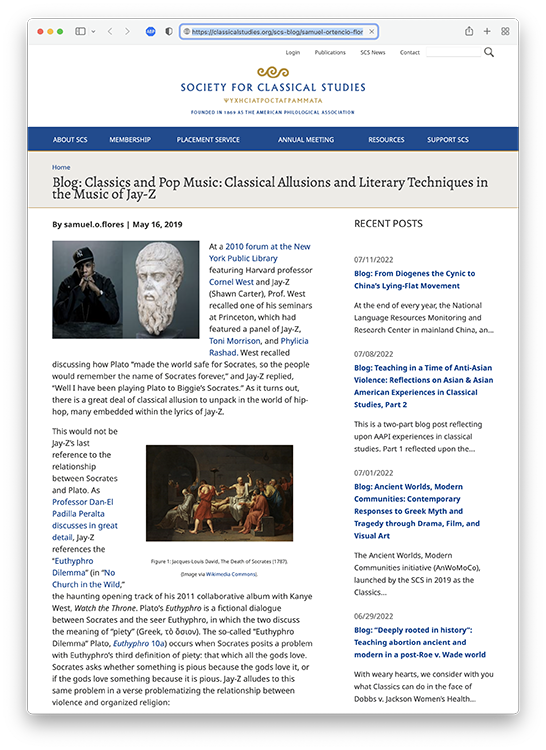 https://classicalstudies.org/scs-blog/samuel-ortencio-flor
Login Publications SCS News Contact
SOCIETY FOR CLASSICAL STUDIES
ΨΥΧΗΣΙΑΤΡΟΣΤΑΓΡΑΜΜΑΤΑ
FOUNDED IN 1869 AS THE AMERICAN PHILOLOGICAL ASSOCIATION
ABOUT SCS MEMBERSHIP PLACEMENT SERVICE ANNUAL MEETING RESOURCES SUPPORT SCS
Home
Blog: Classics and Pop Music: Classical Allusions and Literary Techniques in
the Music of Jay-Z
By samuel.o.flores | May 16, 2019
At a 2010 forum at the New
York Public Library
featuring Harvard professor
Cornel West and Jay-Z
(Shawn Carter), Prof. West
recalled one of his seminars
at Princeton, which had
featured a panel of Jay-Z,
Toni Morrison, and Phylicia
Rashad. West recalled
discussing how Plato “made the world safe for Socrates, so the people
would remember the name of Socrates forever,” and Jay-Z replied,
“Well I have been playing Plato to Biggie’s Socrates.” As it turns out,
there is a great deal of classical allusion to unpack in the world of hip-
hop, many embedded within the lyrics of Jay-Z.
This would not be
Jay-Z’s last
reference to the
relationship
between Socrates
and Plato. As
Professor Dan-El
Padilla Peralta
discusses in great
detail, Jay-Z
references the
“Euthyphro
Dilemma” (in “No
Church in the Wild,”
Figure 1: Jacques-Louis David, The Death of Socrates (1787).
(Image via Wikimedia Commons).
the haunting opening track of his 2011 collaborative album with Kanye
West, Watch the Throne. Plato’s Euthyphro is a fictional dialogue
between Socrates and the seer Euthyphro, in which the two discuss
the meaning of “piety” (Greek, τὸ ὅσιον). The so-called “Euthyphro
Dilemma” Plato, Euthyphro 10a) occurs when Socrates posits a problem
with Euthyphro’s third definition of piety: that which all the gods love.
Socrates asks whether something is pious because the gods love it, or
if the gods love something because it is pious. Jay-Z alludes to this
same problem in a verse problematizing the relationship between
violence and organized religion:
RECENT POSTS
07/11/2022
Blog: From Diogenes the Cynic to
China’s Lying-Flat Movement
At the end of every year, the National
Language Resources Monitoring and
Research Center in mainland China, an...
07/08/2022
Blog: Teaching in a Time of Anti-Asian
Violence: Reflections on Asian & Asian
American Experiences in Classical
Studies, Part 2
This is a two-part blog post reflecting
upon AAPI experiences in classical
studies. Part 1 reflected upon the...
07/01/2022
Blog: Ancient Worlds, Modern
Communities: Contemporary
Responses to Greek Myth and
Tragedy through Drama, Film, and
Visual Art
The Ancient Worlds, Modern
Communities initiative (AnWoMoCo),
launched by the SCS in 2019 as the
Classics...
06/29/2022
Blog: “Deeply rooted in history”:
Teaching abortion ancient and
modern in a post-Roe v. Wade world
With weary hearts, we consider with you
what Classics can do in the face of
Dobbs v. Jackson Women’s Health...